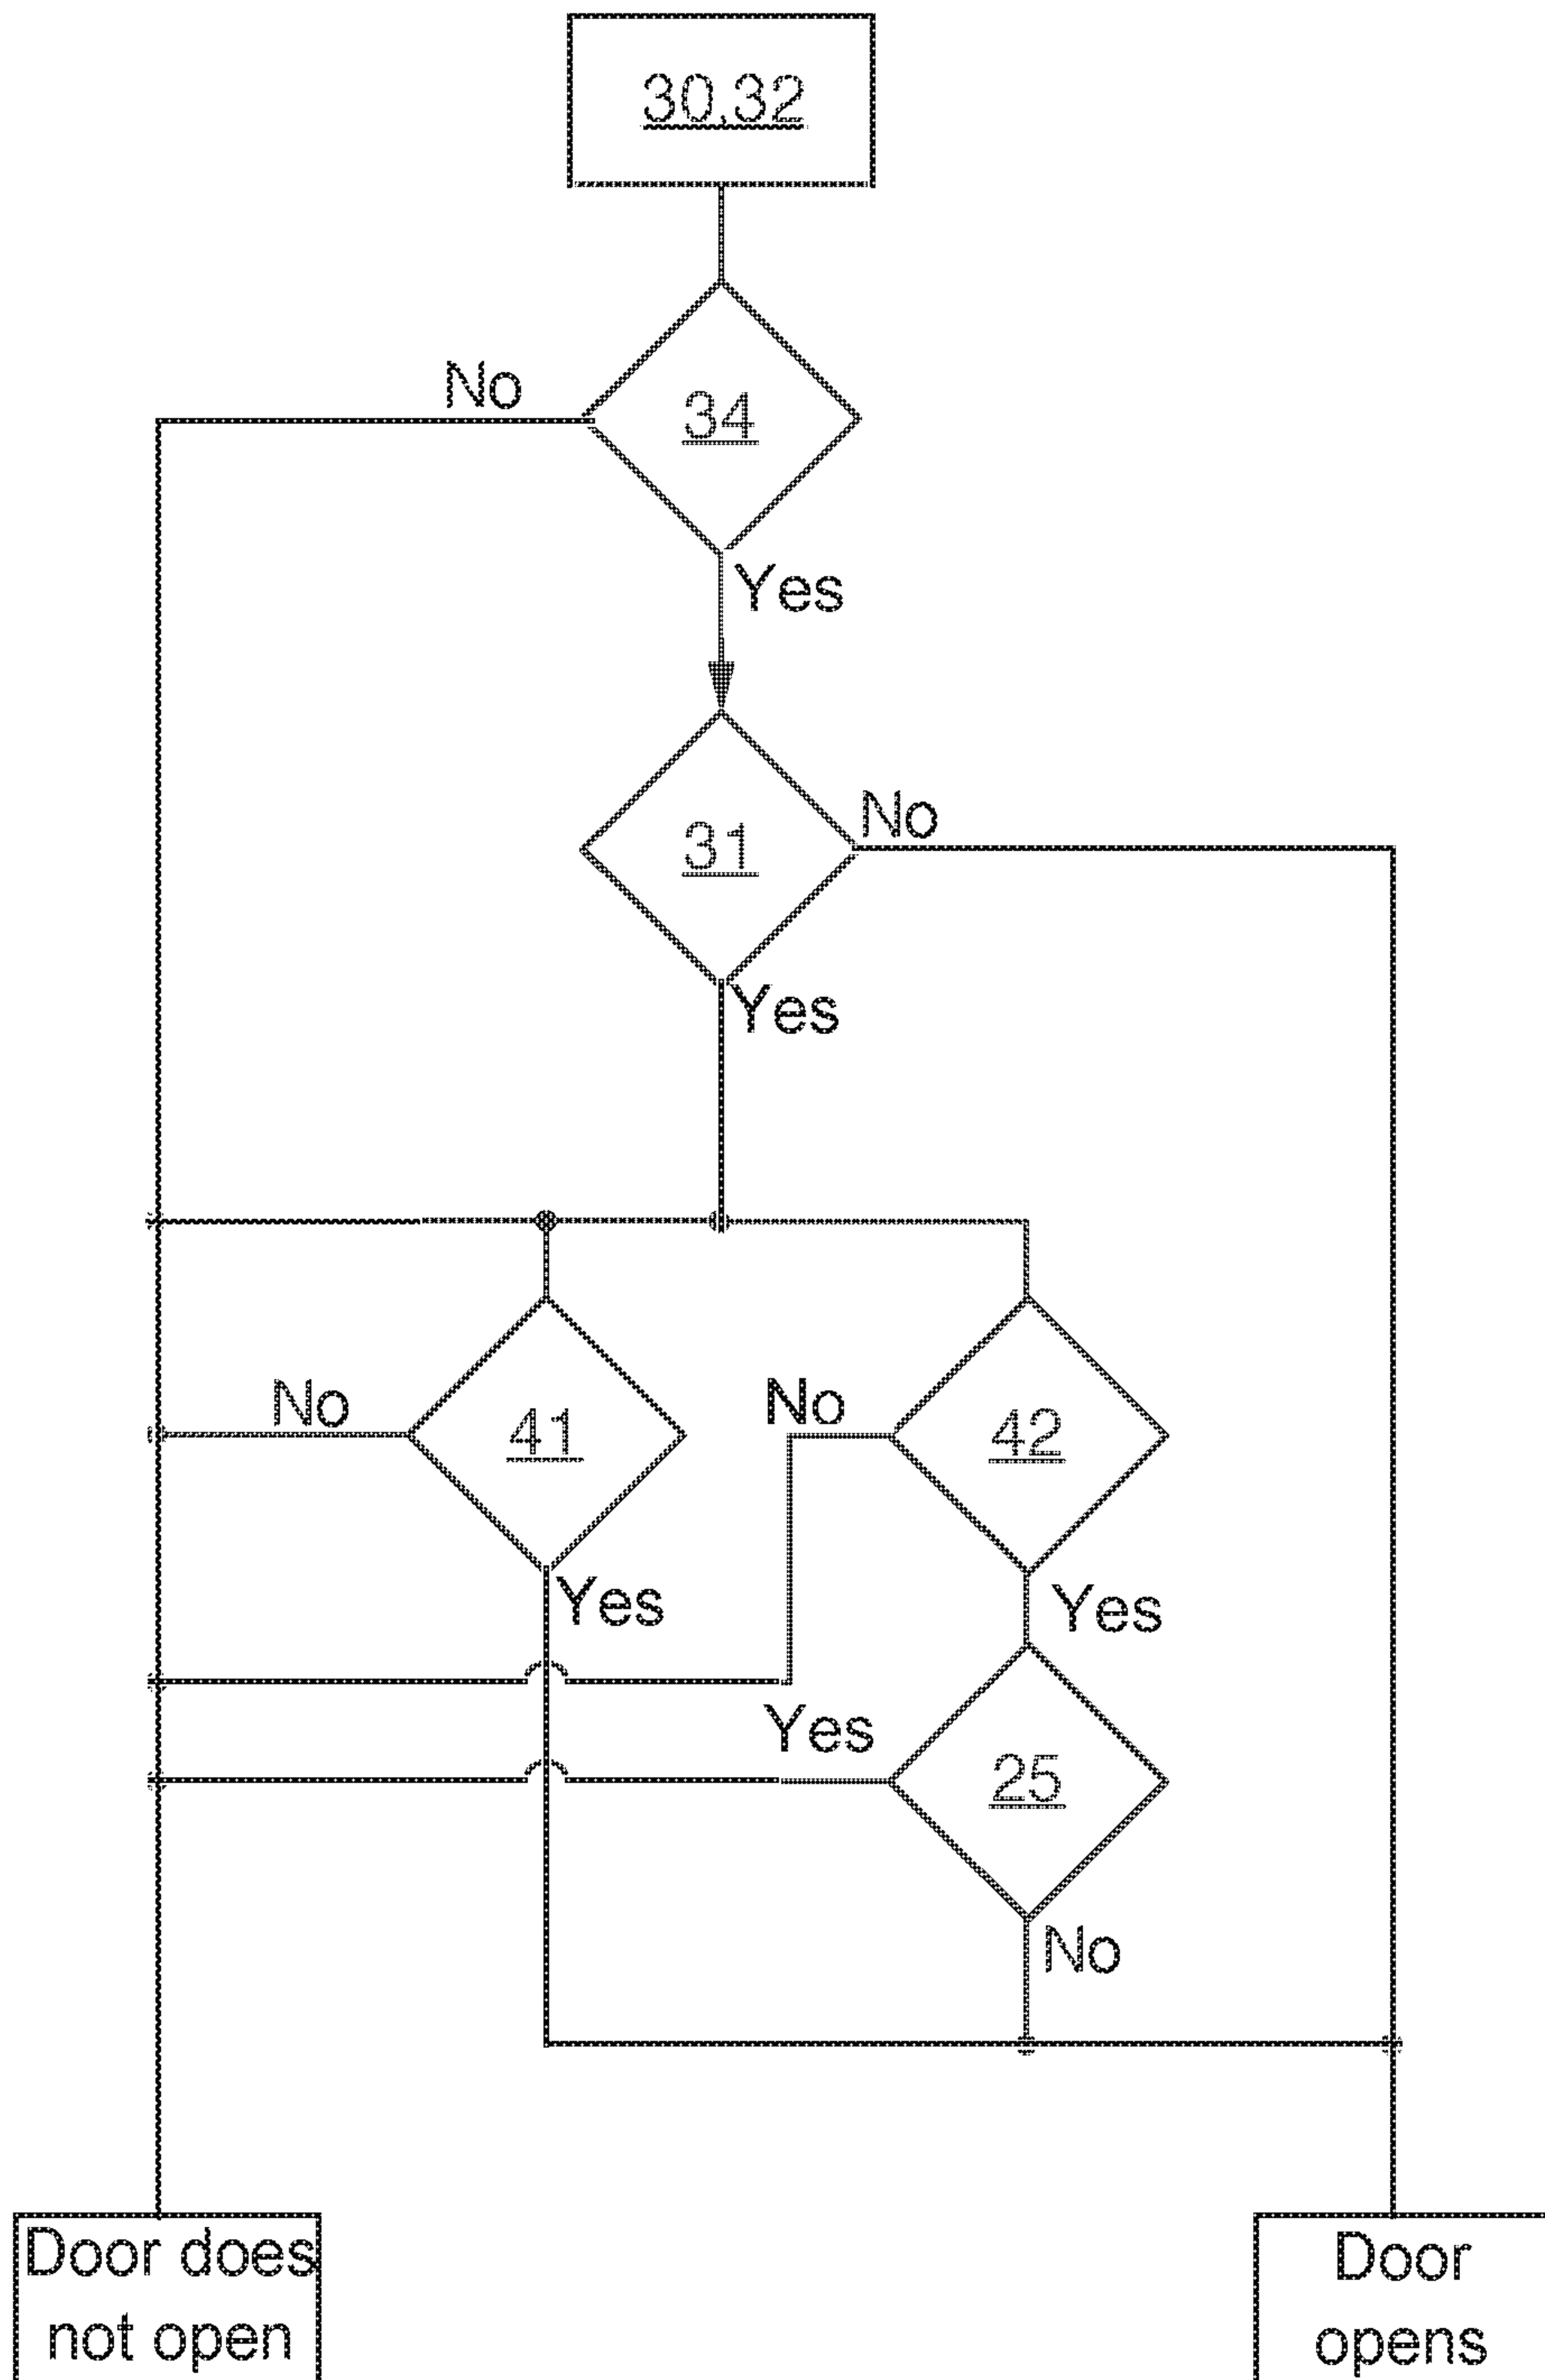 30,32
No
34
Yes
No
31
Yes
No
41
No
42
Yes
Yes
Yes
25
No
Door does
not open
Door
opens